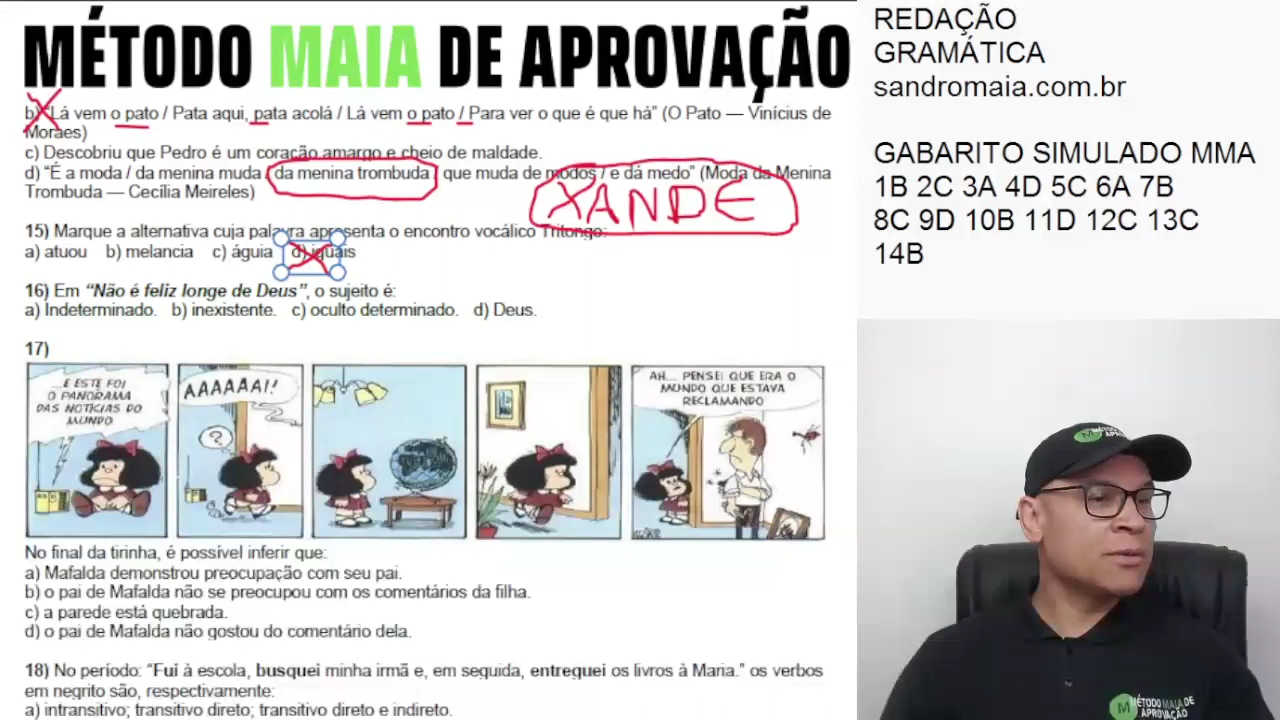 MÉTODO MAIA DE APROVAÇÃO
b) “Lá vem o pato / Pata aqui, pata acolá / Lá vem o pato / Para ver o que é que há” (O Pato — Vinícius de
Moraes)
c) Descobriu que Pedro é um coração amargo e cheio de maldade.
d) “É a moda / da menina muda / da menina trombuda / que muda de modos / e dá medo” (Moda da Menina
Trombuda — Cecília Meireles)
XANDE
15) Marque a alternativa cuja palavra apresenta o encontro vocálico Tritongo:
a) atuou b) melancia c) águia d) iguais
16) Em “Não é feliz longe de Deus”, o sujeito é:
a) Indeterminado. b) inexistente. c) oculto determinado. d) Deus.
17)
...E ESTE FOI
O PANORAMA
DAS NOTÍCIAS DO
MUNDO
AAAAAAI!
?
AH... PENSEI QUE ERA O
MUNDO QUE ESTAVA
RECLAMANDO
No final da tirinha, é possível inferir que:
a) Mafalda demonstrou preocupação com seu pai.
b) o pai de Mafalda não se preocupou com os comentários da filha.
c) a parede está quebrada.
d) o pai de Mafalda não gostou do comentário dela.
18) No período: “Fui à escola, busquei minha irmã e, em seguida, entreguei os livros à Maria.” os verbos
em negrito são, respectivamente:
a) intransitivo; transitivo direto; transitivo direto e indireto.
REDAÇÃO
GRAMÁTICA
sandromaia.com.br
GABARITO SIMULADO MMA
1B 2C 3A 4D 5C 6A 7B
8C 9D 10B 11D 12C 13C
14B
M MÉTODO MAIA DE
APROVAÇÃO